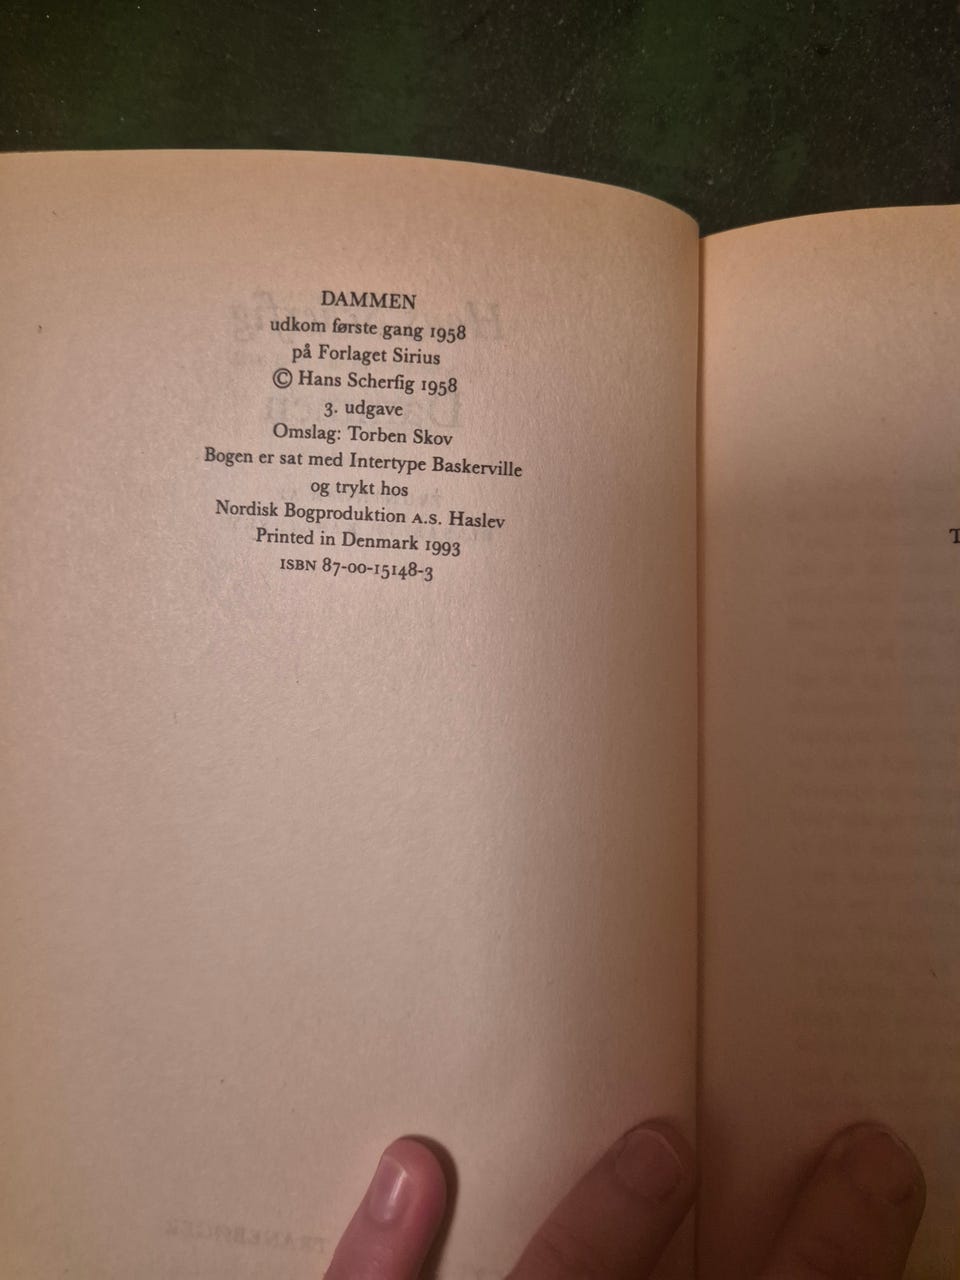 DAMMEN
udkom første gang 1958
på Forlaget Sirius
© Hans Scherfig 1958
3. udgave
Omslag: Torben Skov
Bogen er sat med Intertype Baskerville
og trykt hos
Nordisk Bogproduktion A.S. Haslev
Printed in Denmark 1993
ISBN 87-00-15148-3